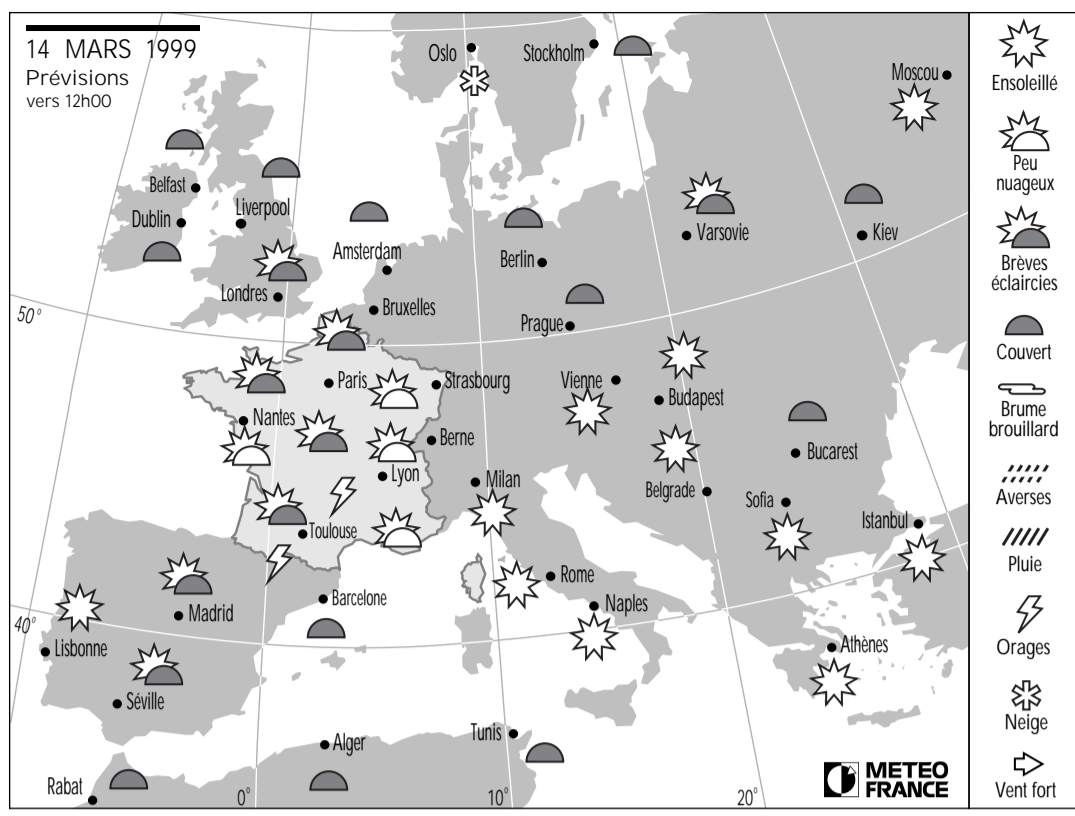 14 MARS 1999
Prévisions
vers 12h00
Oslo
Stockholm
Moscou
Belfast
Dublin
Liverpool
Amsterdam
Berlin
Varsovie
Kiev
Londres
Bruxelles
Prague
50°
Paris
Strasbourg
Vienne
Budapest
Nantes
Berne
Bucarest
Lyon
Milan
Belgrade
Sofia
Istanbul
Toulouse
Rome
Barcelone
Naples
Madrid
40°
Lisbonne
Athènes
Séville
Alger
Tunis
Rabat
0°
10°
20°
METEO
FRANCE
Ensoleillé
Peu
nuageux
Brèves
éclaircies
Couvert
Brume
brouillard
Averses
Pluie
Orages
Neige
Vent fort